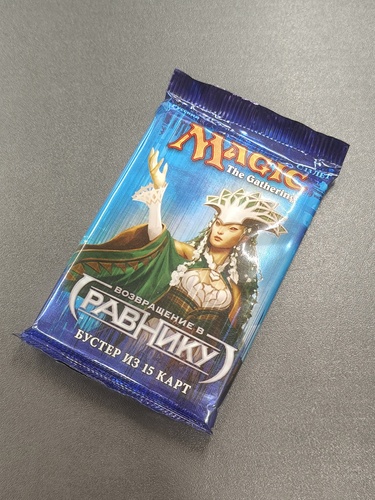 MAGIC
The Gathering
ВОЗВРАЩЕНИЕ В
РАВНИКУ
БУСТЕР ИЗ 15 КАРТ